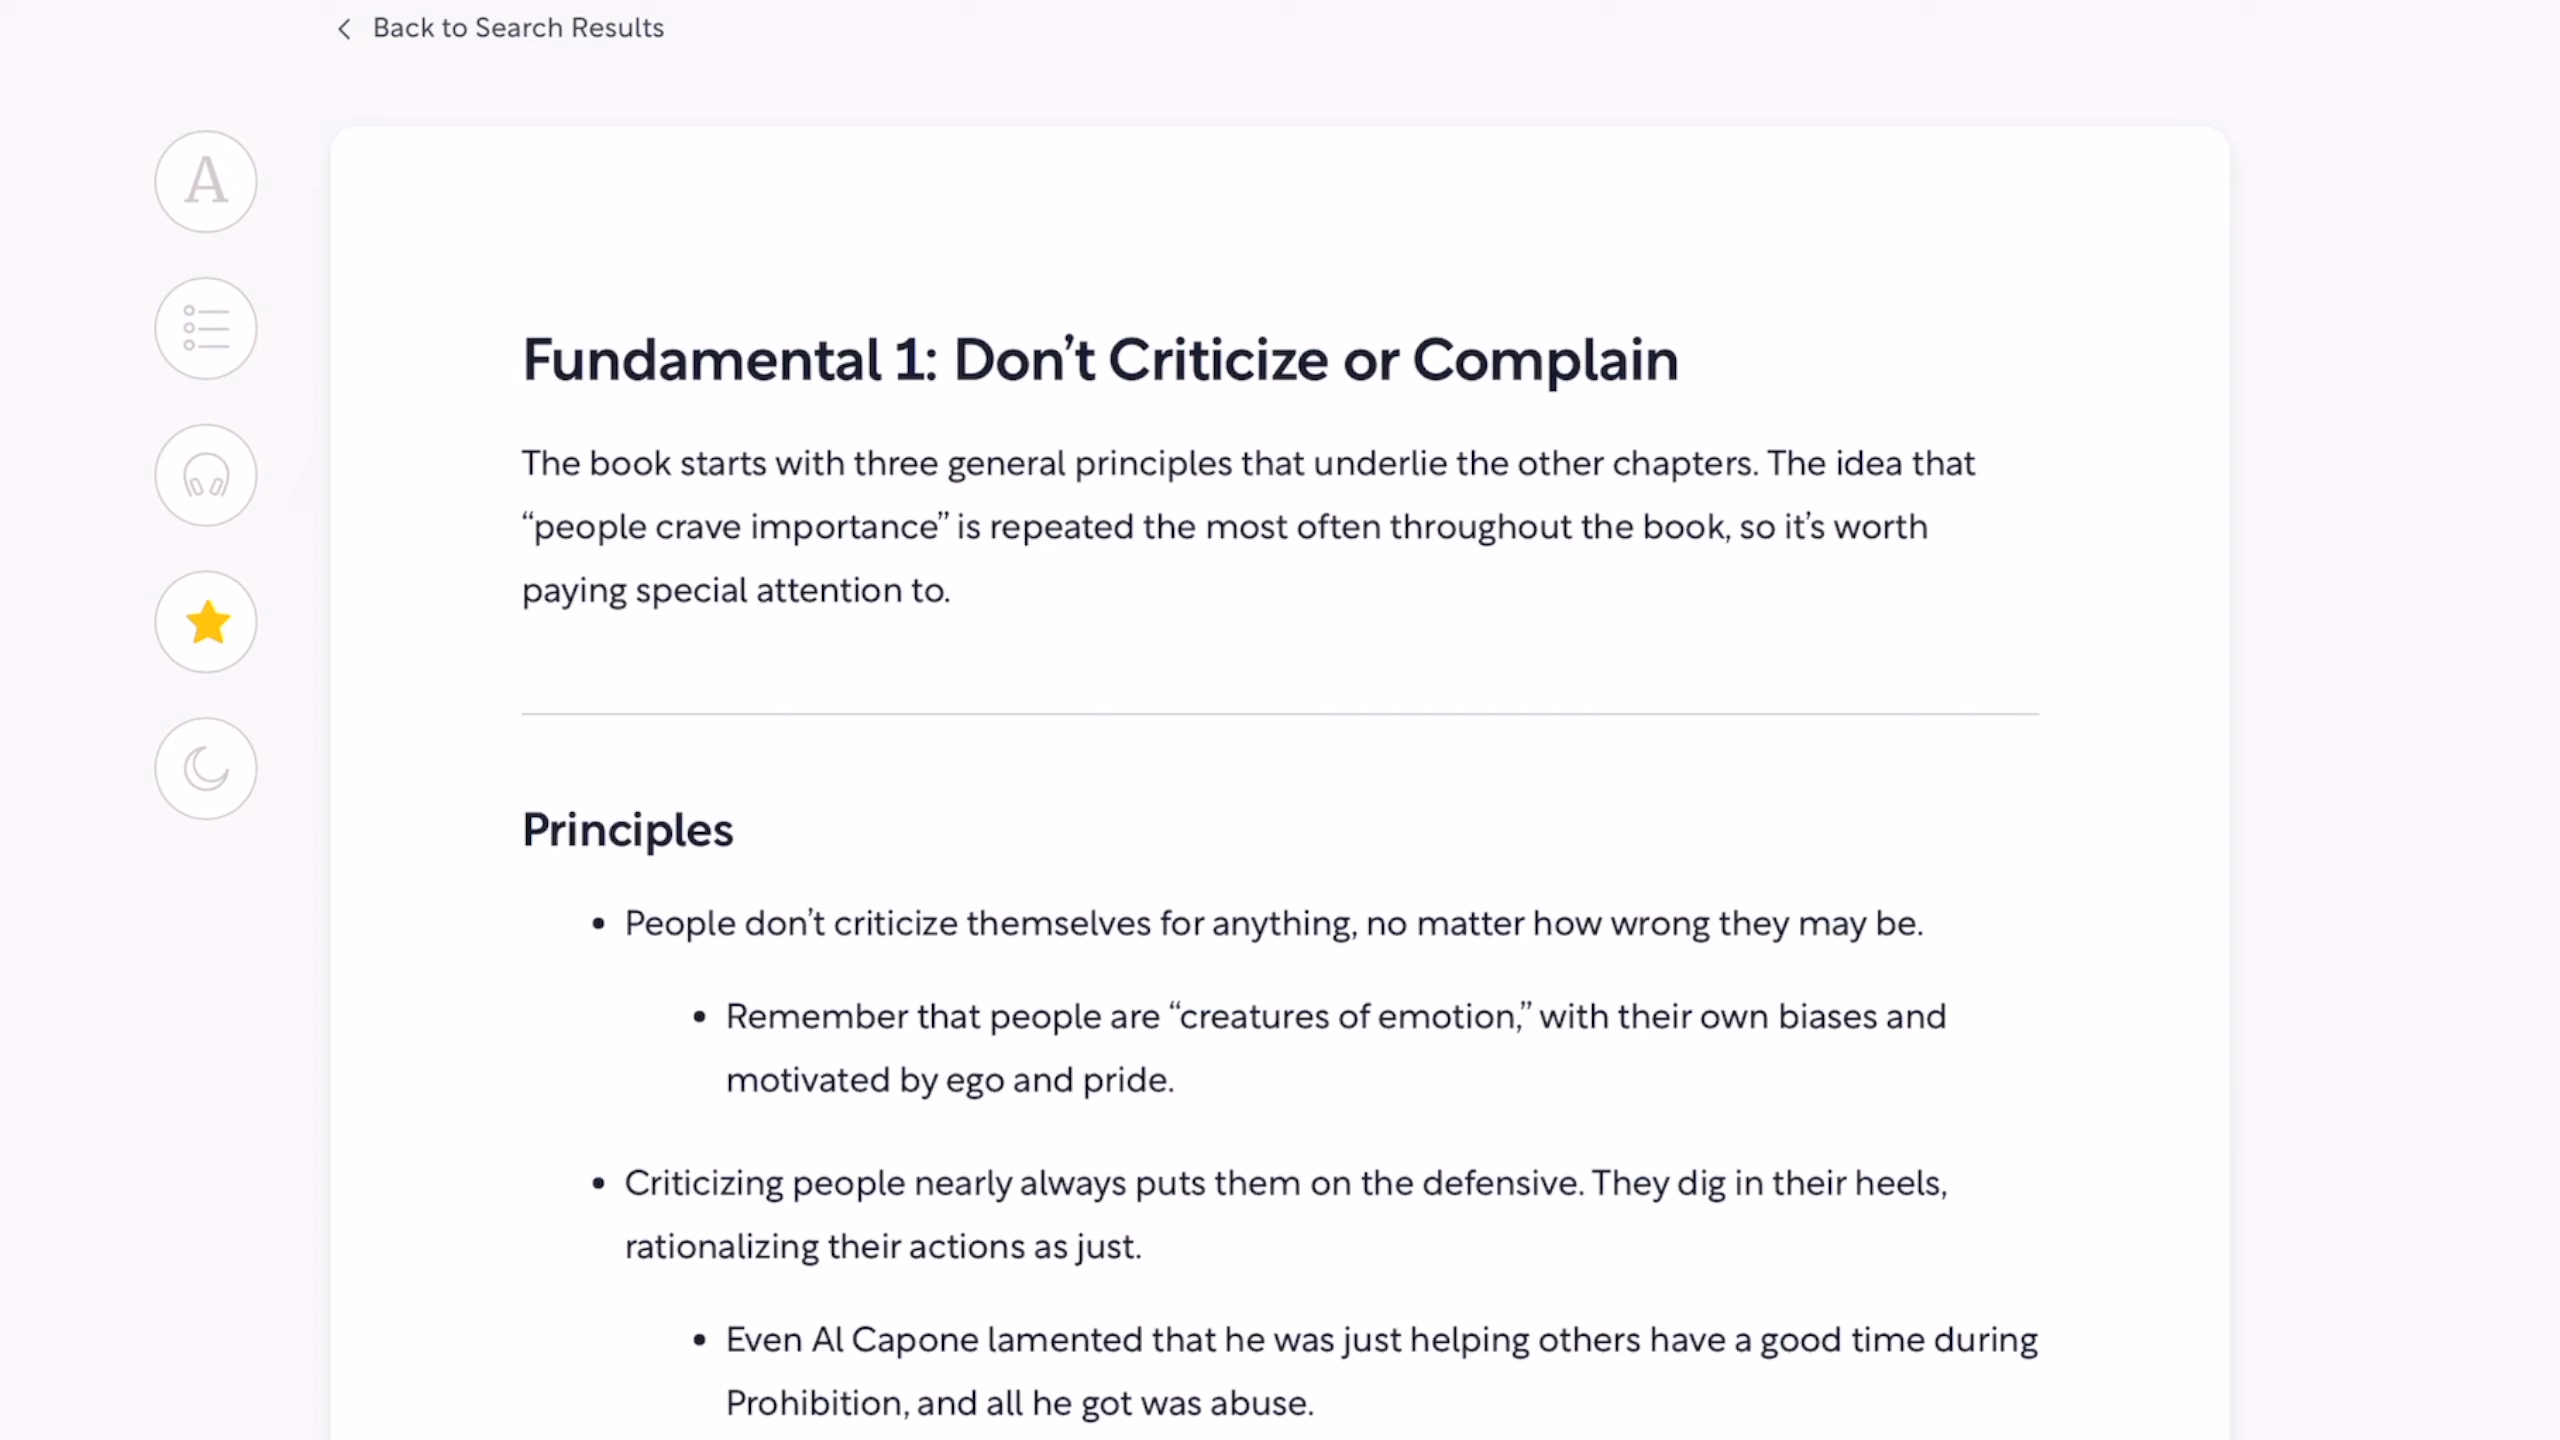 Back to Search Results
A
Fundamental 1: Don’t Criticize or Complain
The book starts with three general principles that underlie the other chapters. The idea that
“people crave importance” is repeated the most often throughout the book, so it’s worth
paying special attention to.
Principles
• People don’t criticize themselves for anything, no matter how wrong they may be.
• Remember that people are “creatures of emotion,” with their own biases and
motivated by ego and pride.
• Criticizing people nearly always puts them on the defensive. They dig in their heels,
rationalizing their actions as just.
• Even Al Capone lamented that he was just helping others have a good time during
Prohibition, and all he got was abuse.